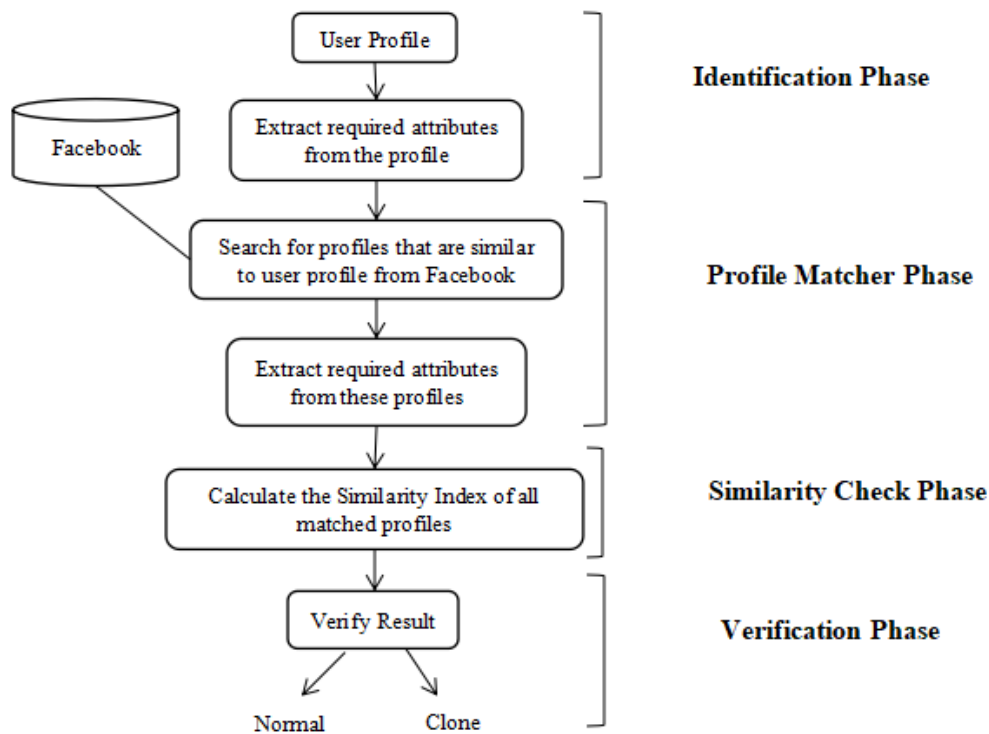 User Profile
Identification Phase
Extract required attributes
from the profile
Facebook
Search for profiles that are similar
to user profile from Facebook
Profile Matcher Phase
Extract required attributes
from these profiles
Calculate the Similarity Index of all
matched profiles
Similarity Check Phase
Verify Result
Verification Phase
Normal
Clone